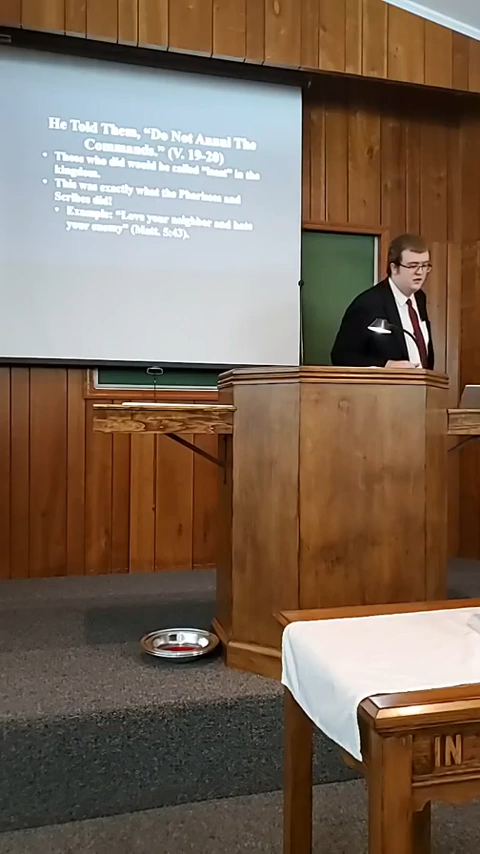 He Told Them, “Do Not Annul The
Commands.” (V. 19-20)
• Those who did would be called “least” in the
kingdom.
• This was exactly what the Pharisees and
Scribes did!
• Example: “Love your neighbor and hate
your enemy” (Matt. 5:43).
IN